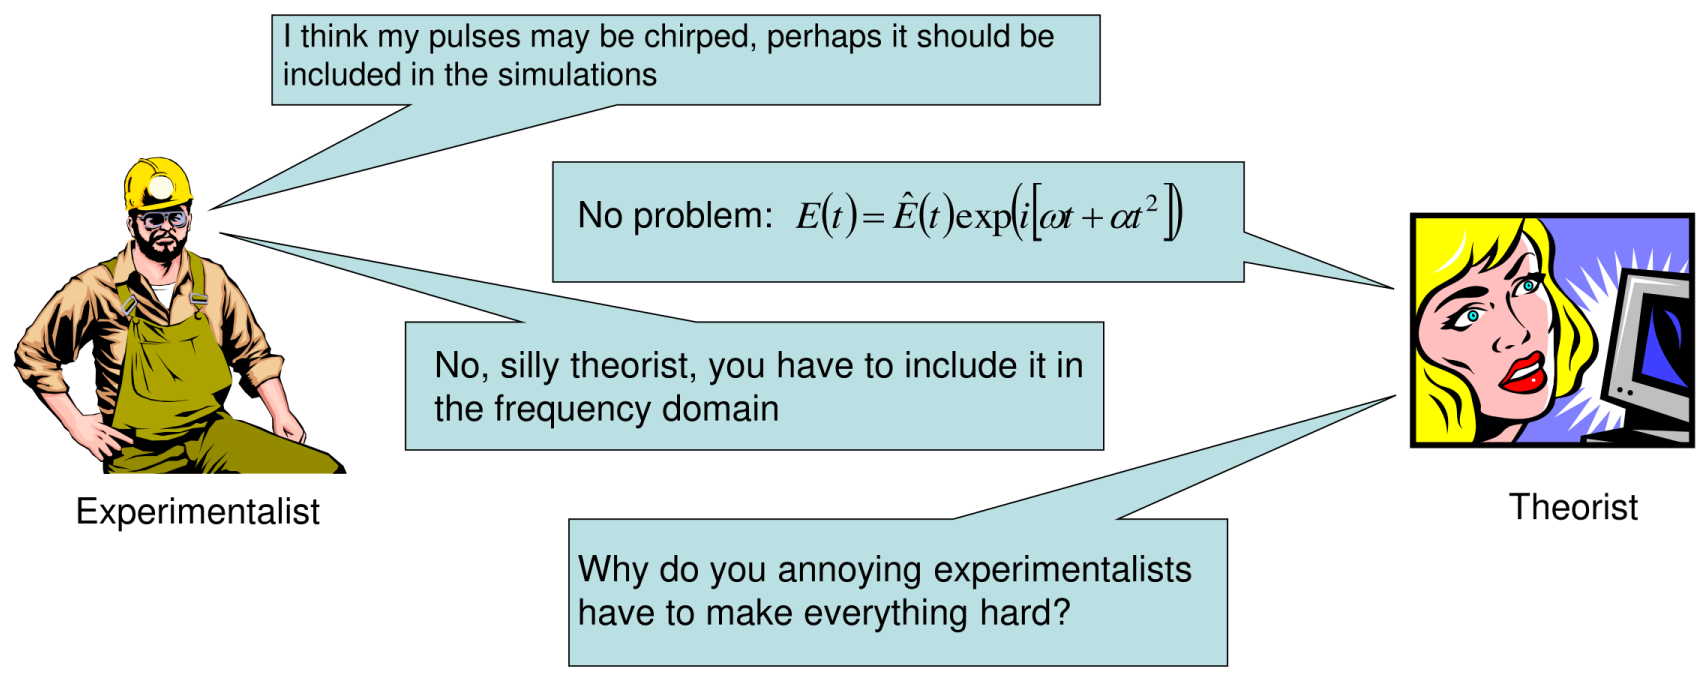 I think my pulses may be chirped, perhaps it should be
included in the simulations
No problem: E(t) = Ê(t)exp(i[ωt + αt²])
No, silly theorist, you have to include it in
the frequency domain
Experimentalist
Theorist
Why do you annoying experimentalists
have to make everything hard?